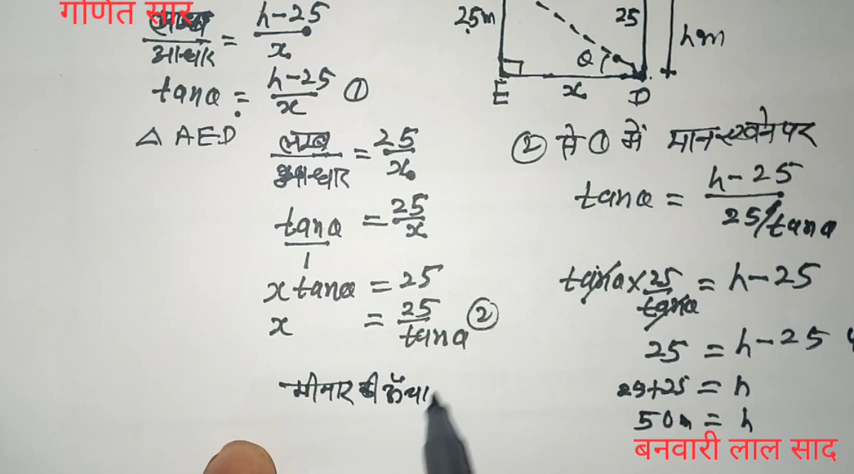 गणित सार
लम्ब/आधार = h-25/x
tanθ = h-25/x ①
△ AED
लम्ब/आधार = 25/x
tanθ/1 = 25/x
x tanθ = 25
x = 25/tanθ ②
मीनार की ऊँचा
25m
25
hm
θ
E x D
② से ① में मान रखने पर
tanθ = h-25 / 25/tanθ
tanθ × 25/tanθ = h-25
25 = h-25
25+25 = h
50m = h
बनवारी लाल साद